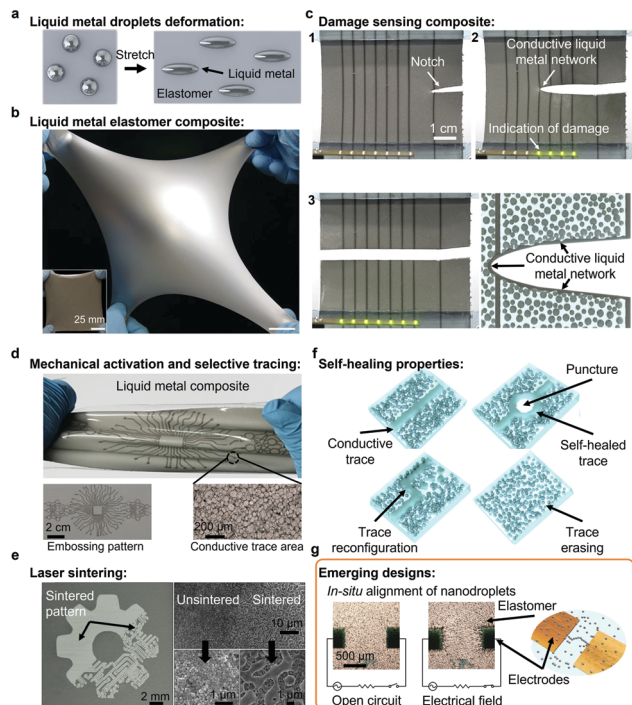 a Liquid metal droplets deformation:
Stretch
Liquid metal
Elastomer
b Liquid metal elastomer composite:
25 mm
c Damage sensing composite:
1
Notch
1 cm
2
Conductive liquid
metal network
Indication of damage
3
Conductive liquid
metal network
d Mechanical activation and selective tracing:
Liquid metal composite
2 cm
Embossing pattern
200 µm
Conductive trace area
e Laser sintering:
Sintered
pattern
2 mm
Unsintered
Sintered
10 µm
1 µm
1 µm
f Self-healing properties:
Puncture
Conductive
trace
Self-healed
trace
Trace
reconfiguration
Trace
erasing
g Emerging designs:
In-situ alignment of nanodroplets
Elastomer
500 µm
Electrodes
Open circuit
Electrical field